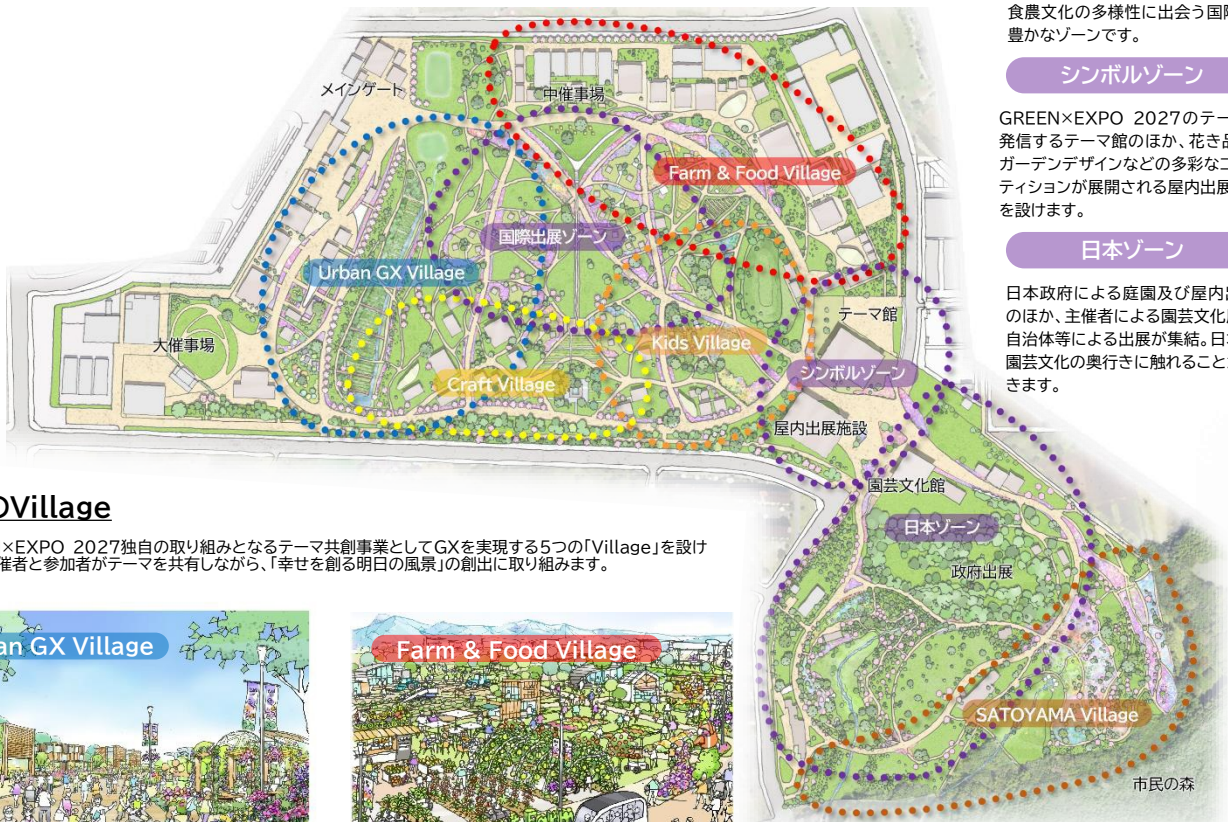 食農文化の多様性に出会う国
豊かなゾーンです。
シンボルゾーン
GREEN×EXPO 2027のテー
発信するテーマ館のほか、花き
ガーデンデザインなどの多彩な
ティションが展開される屋内出展
を設けます。
日本ゾーン
日本政府による庭園及び屋内
のほか、主催者による園芸文化
自治体等による出展が集結。日
園芸文化の奥行きに触れること
きます。
メインゲート
中催事場
Farm & Food Village
国際出展ゾーン
Urban GX Village
テーマ館
大催事場
Kids Village
シンボルゾーン
Craft Village
屋内出展施設
園芸文化館
日本ゾーン
政府出展
SATOYAMA Village
市民の森
Village
×EXPO 2027独自の取り組みとなるテーマ共創事業としてGXを実現する5つの「Village」を設け
催者と参加者がテーマを共有しながら、「幸せを創る明日の風景」の創出に取り組みます。
an GX Village
Farm & Food Village